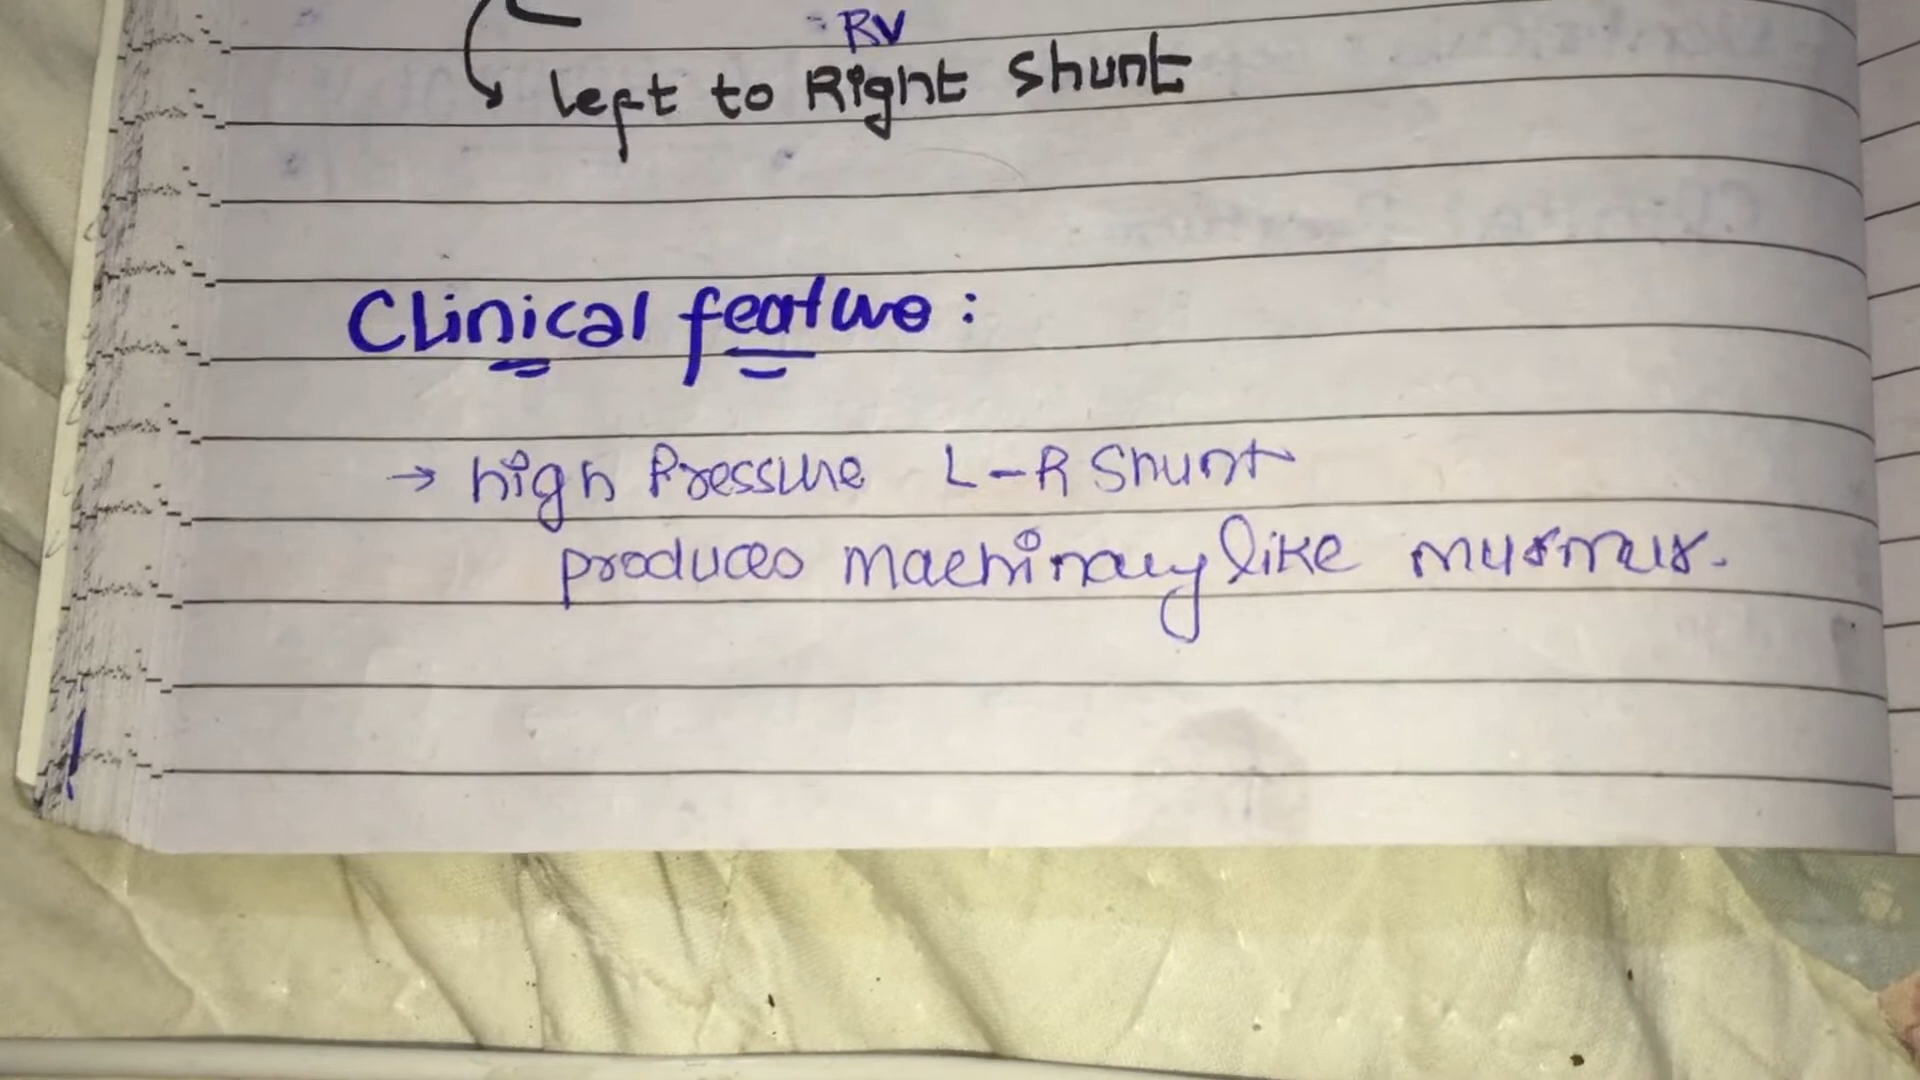 RV
left to Right Shunt
Clinical feature:
→ high Pressure L-R Shunt
produces machinary like murmur.